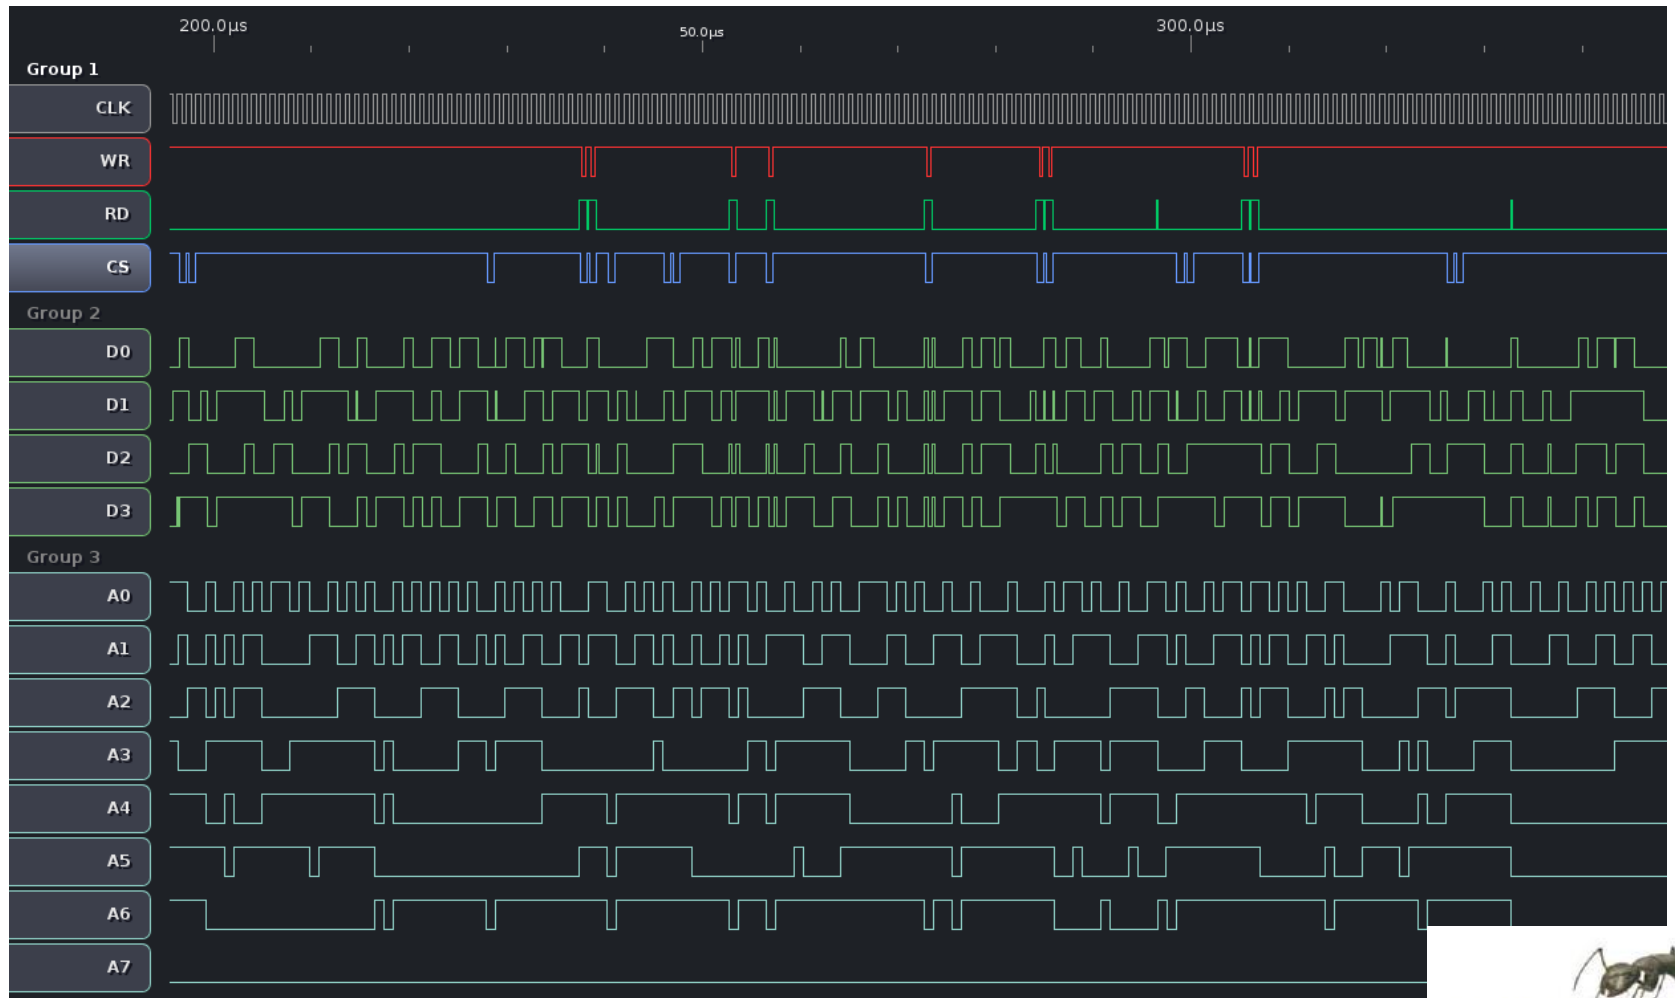 200.0µs 50.0µs 300.0µs
Group 1
CLK
WR
RD
CS
Group 2
D0
D1
D2
D3
Group 3
A0
A1
A2
A3
A4
A5
A6
A7